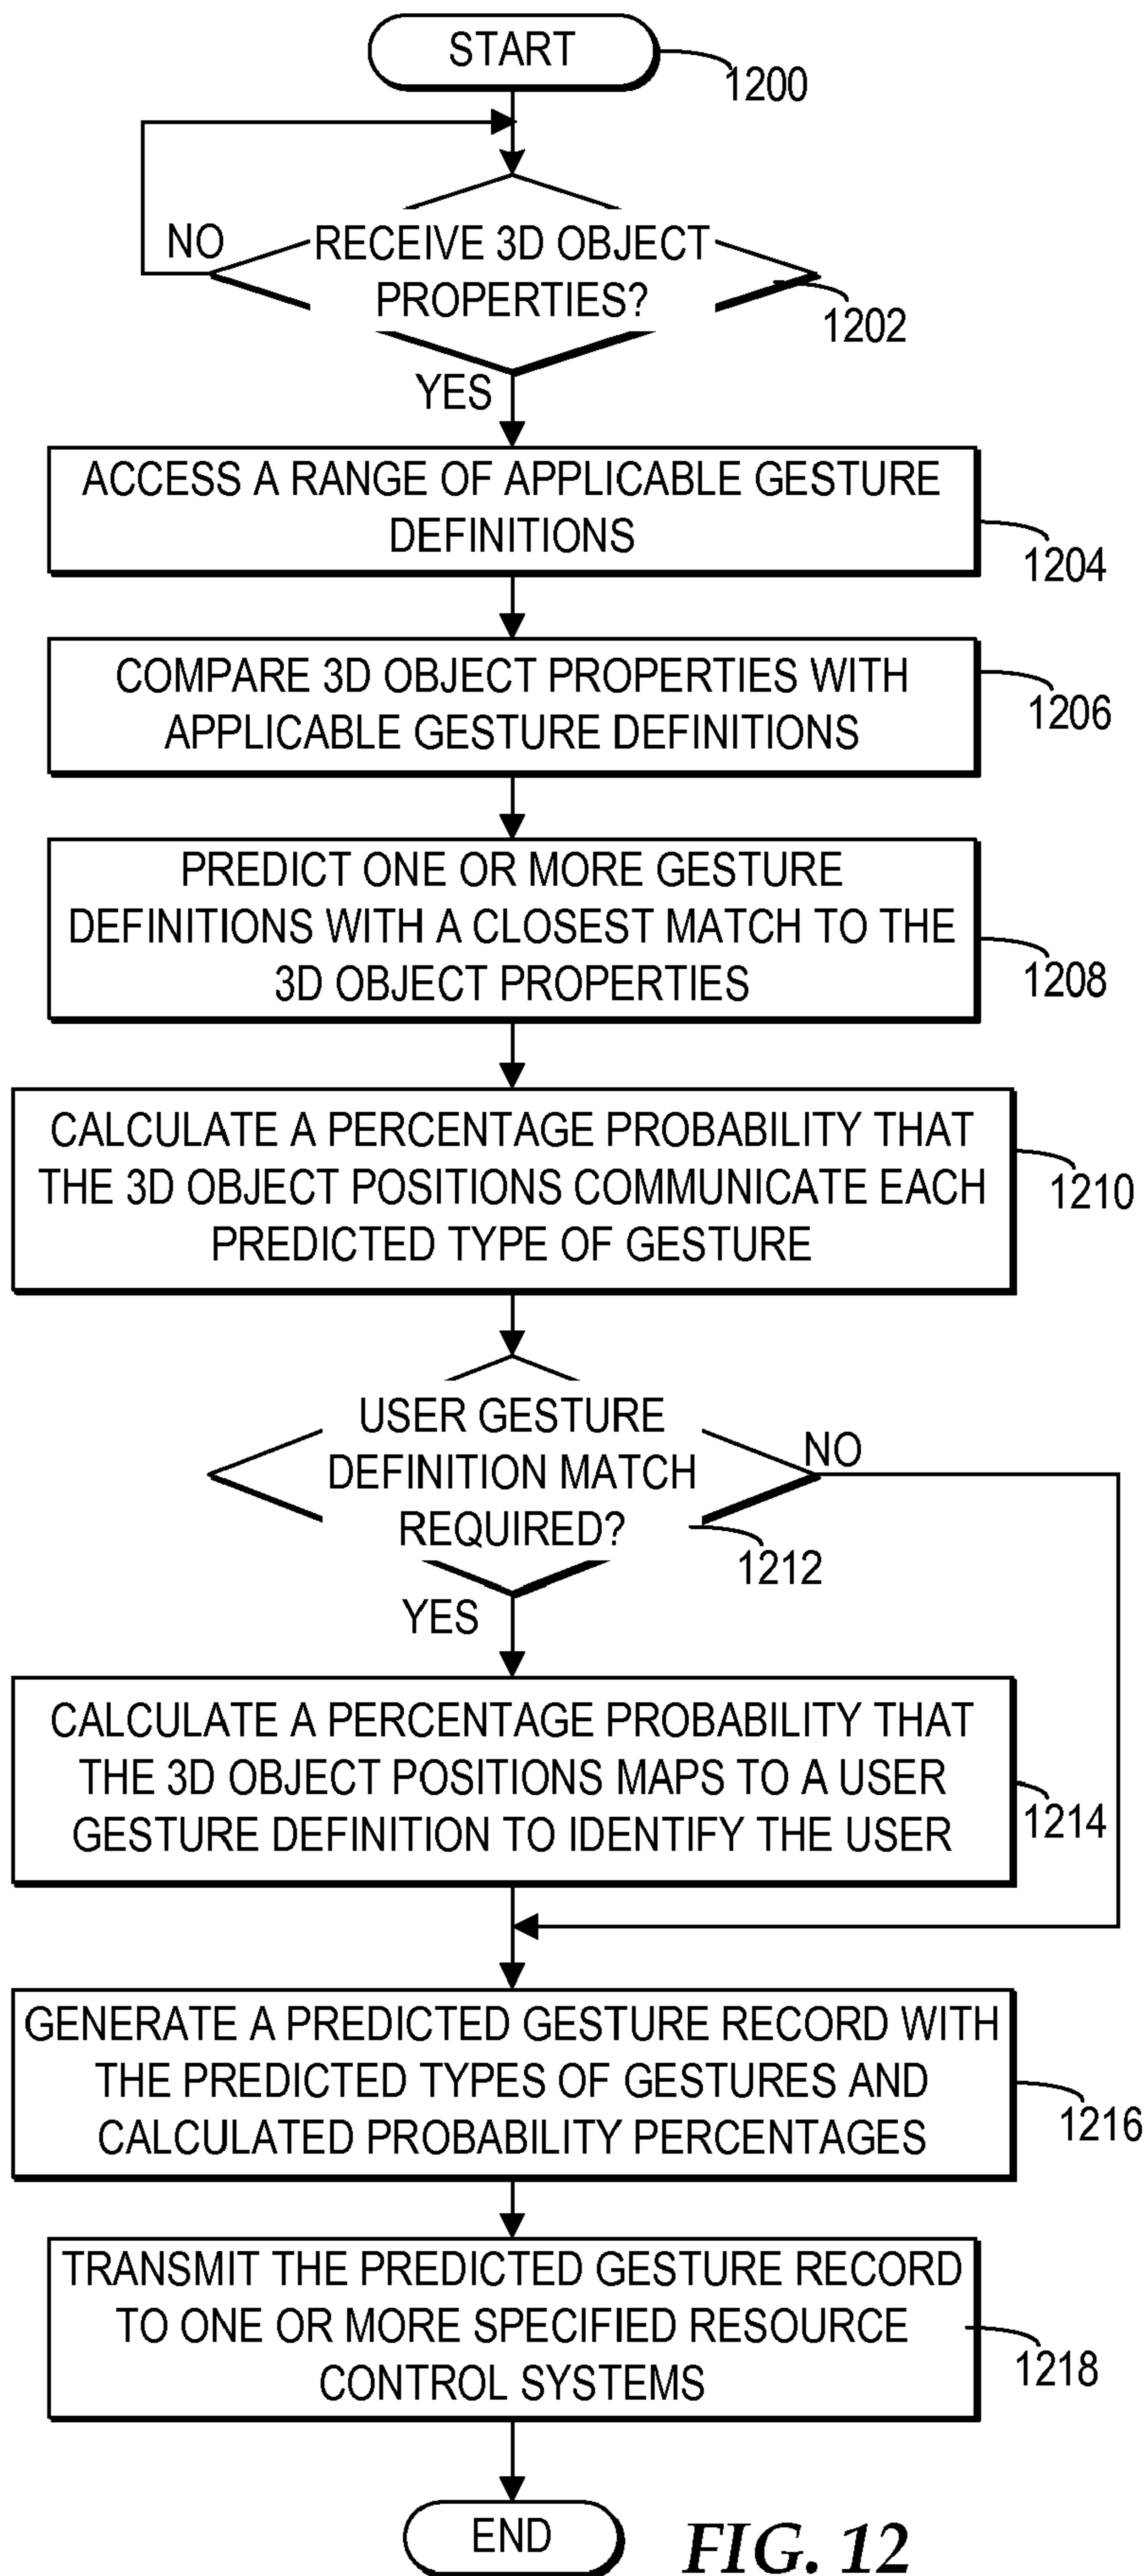 START
1200
NO
RECEIVE 3D OBJECT
PROPERTIES?
1202
YES
ACCESS A RANGE OF APPLICABLE GESTURE
DEFINITIONS
1204
COMPARE 3D OBJECT PROPERTIES WITH
APPLICABLE GESTURE DEFINITIONS
1206
PREDICT ONE OR MORE GESTURE
DEFINITIONS WITH A CLOSEST MATCH TO THE
3D OBJECT PROPERTIES
1208
CALCULATE A PERCENTAGE PROBABILITY THAT
THE 3D OBJECT POSITIONS COMMUNICATE EACH
PREDICTED TYPE OF GESTURE
1210
USER GESTURE
DEFINITION MATCH
REQUIRED?
NO
1212
YES
CALCULATE A PERCENTAGE PROBABILITY THAT
THE 3D OBJECT POSITIONS MAPS TO A USER
GESTURE DEFINITION TO IDENTIFY THE USER
1214
GENERATE A PREDICTED GESTURE RECORD WITH
THE PREDICTED TYPES OF GESTURES AND
CALCULATED PROBABILITY PERCENTAGES
1216
TRANSMIT THE PREDICTED GESTURE RECORD
TO ONE OR MORE SPECIFIED RESOURCE
CONTROL SYSTEMS
1218
END
FIG. 12